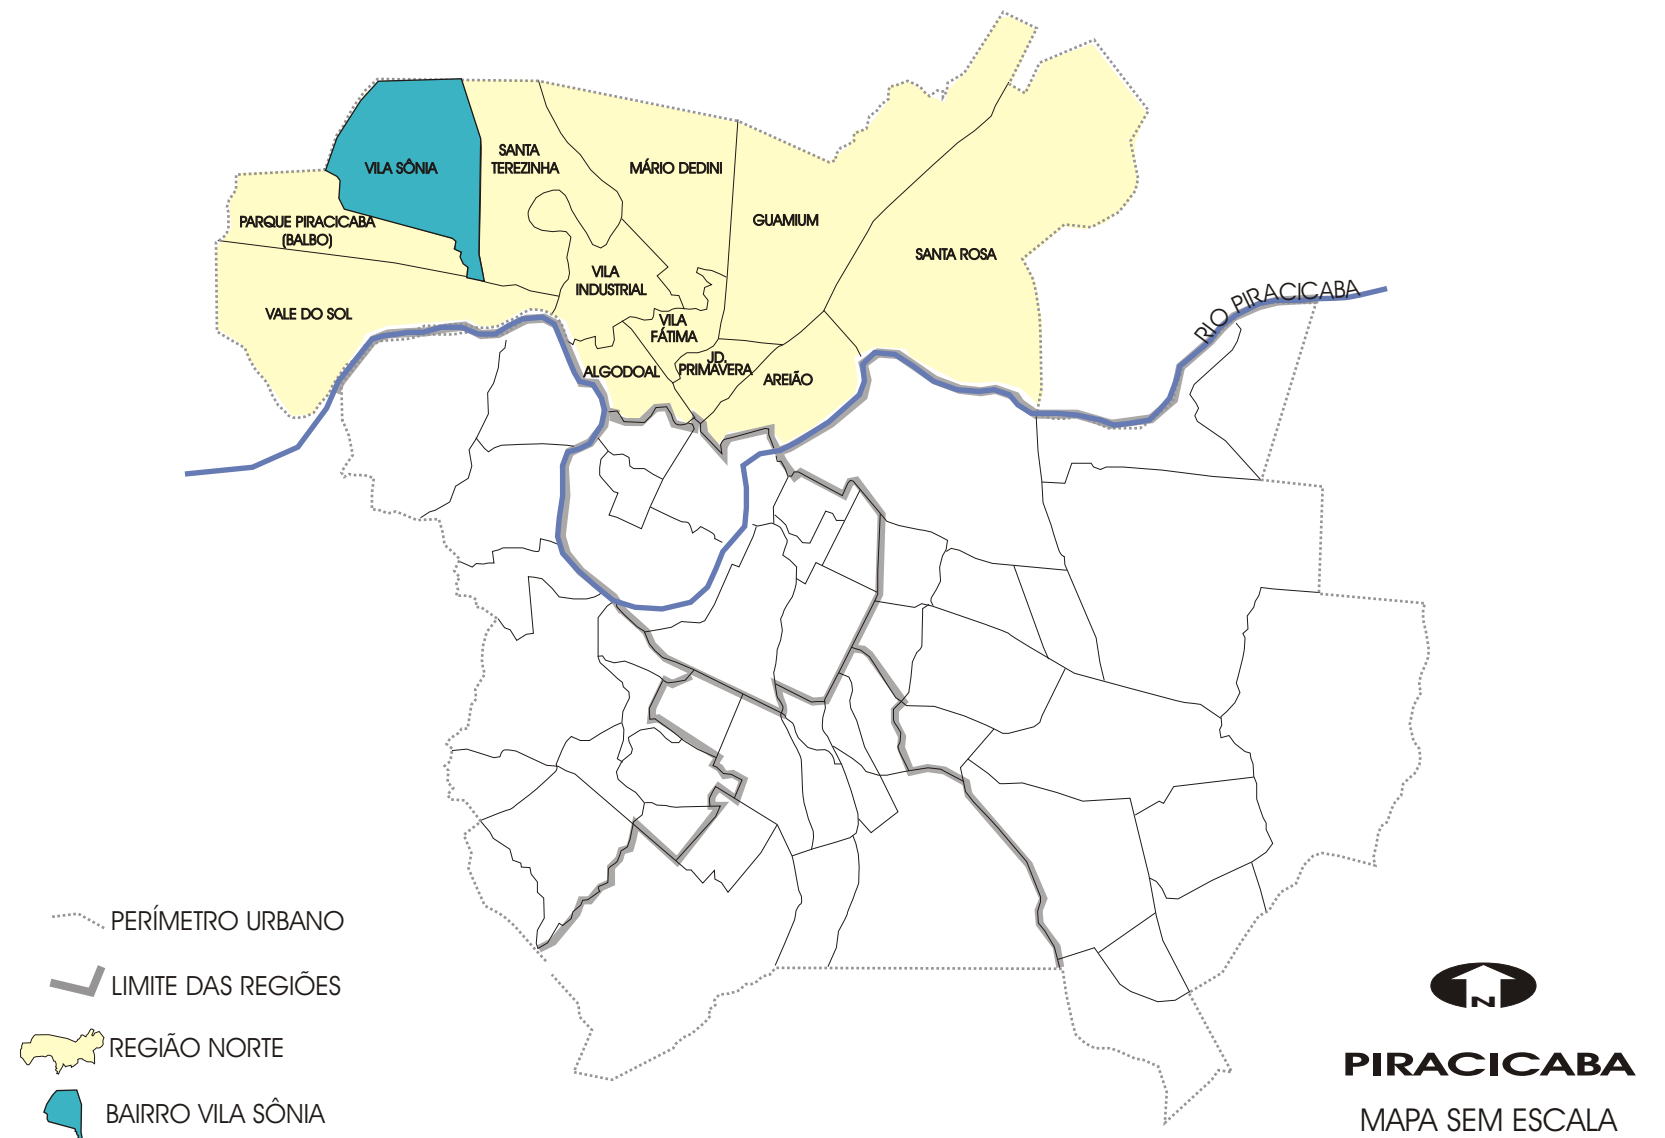 VILA SÔNIA
SANTA
TEREZINHA
MÁRIO DEDINI
GUAMIUM
SANTA ROSA
PARQUE PIRACICABA
(BALBO)
VALE DO SOL
VILA
INDUSTRIAL
VILA
FÁTIMA
ALGODOAL
JD.
PRIMAVERA
AREIÃO
RIO PIRACICABA
PERÍMETRO URBANO
LIMITE DAS REGIÕES
REGIÃO NORTE
BAIRRO VILA SÔNIA
N
PIRACICABA
MAPA SEM ESCALA